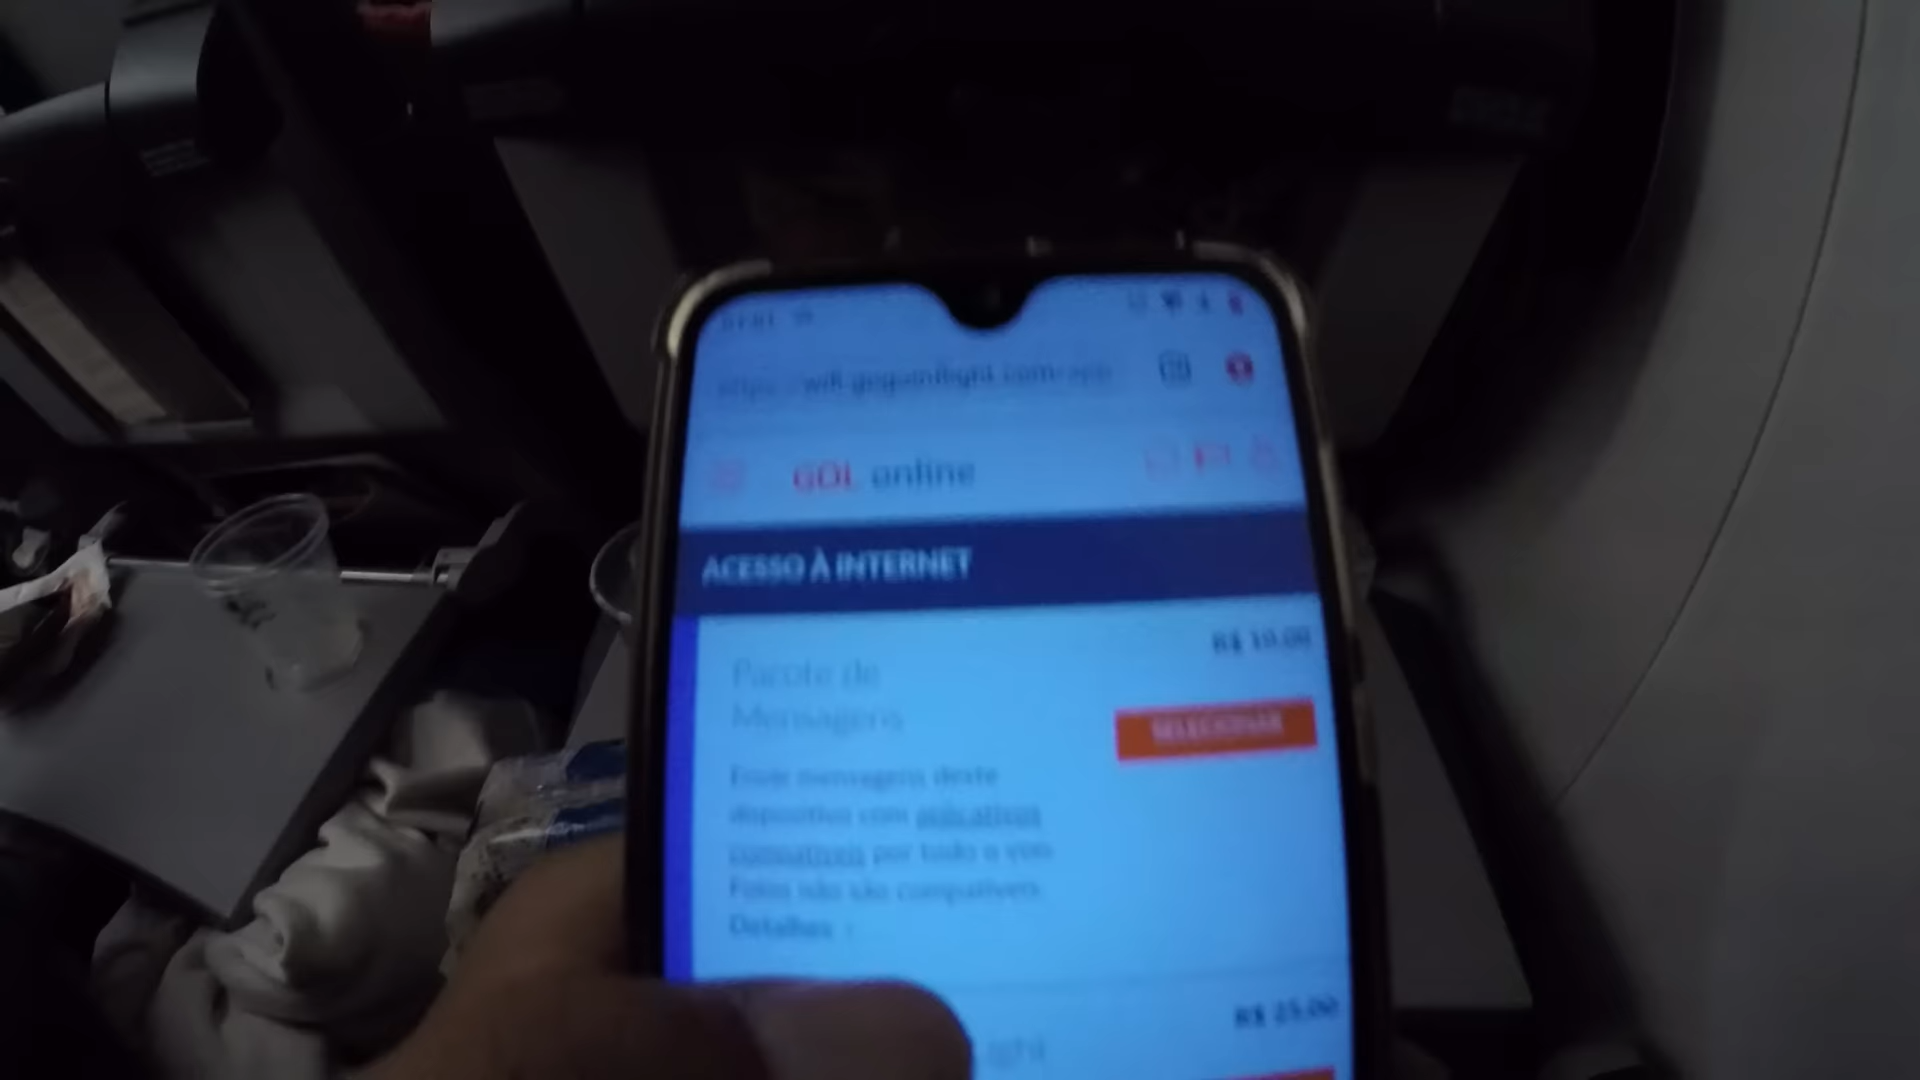 GOL online
ACESSO À INTERNET
R$ 10,00
Pacote de
Mensagens
SELECIONAR
Envie mensagens deste
dispositivo com aplicativos
compatíveis por todo o voo.
Fotos não são compatíveis.
Detalhes
R$ 25,00